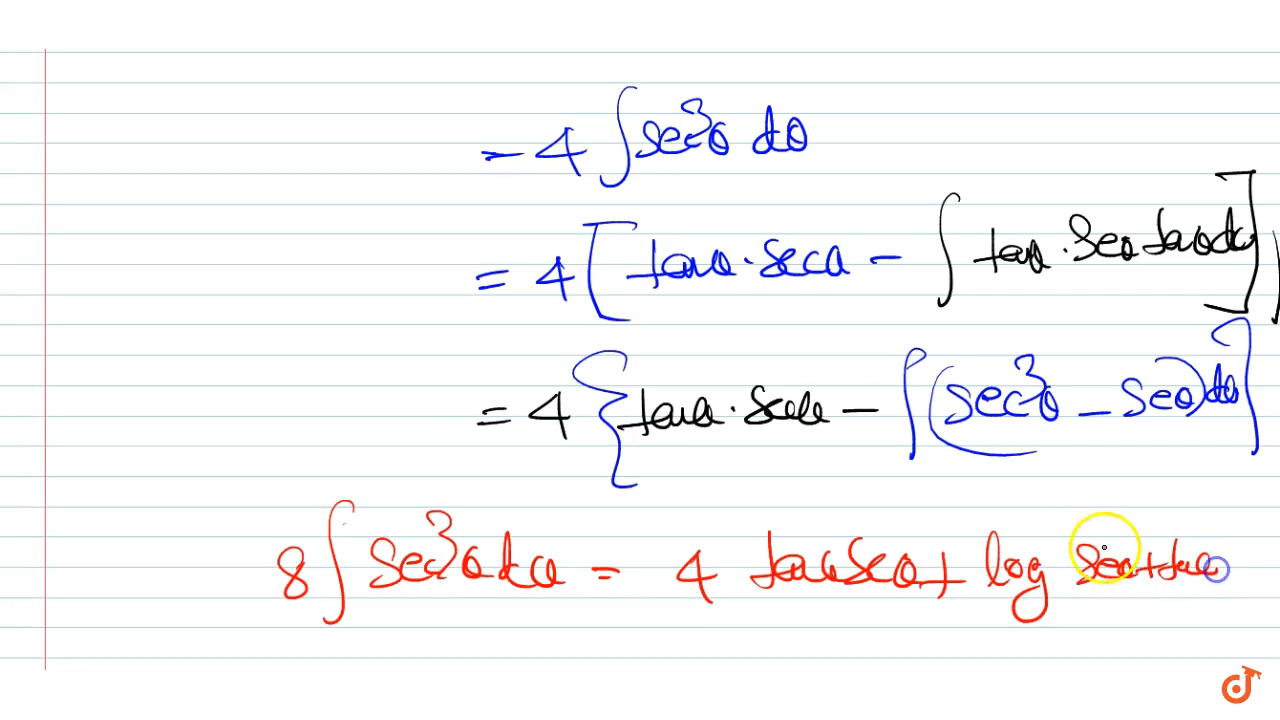 = 4 ∫ sec³θ dθ
= 4 [ tanθ · secθ − ∫ tanθ · secθ tanθ dθ ]
= 4 { tanθ · secθ − ∫ (sec³θ − secθ) dθ }
8 ∫ sec³θ dθ = 4 tanθ secθ + log secθ + tanθ